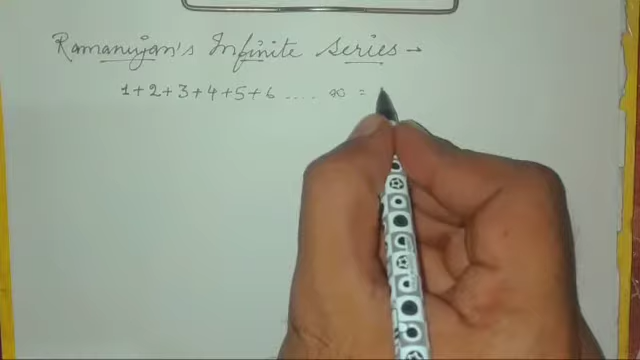 Ramanujan's Infinite Series →
1+2+3+4+5+6 .... ∞ =